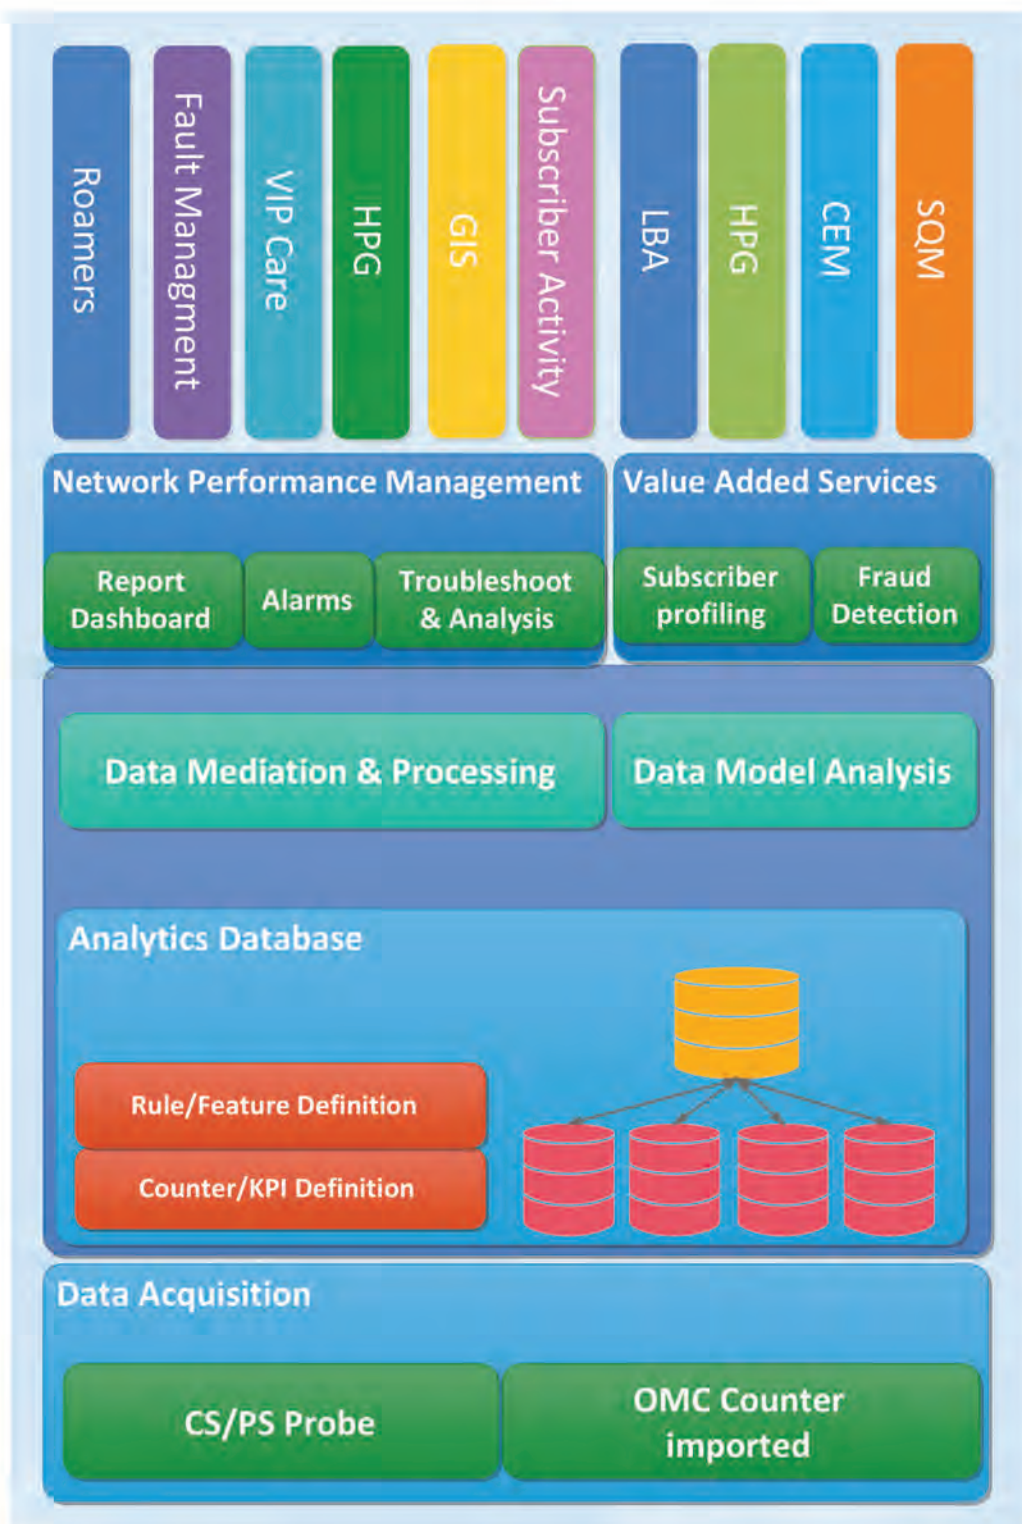 Roamers
Fault Managment
VIP Care
HPG
GIS
Subscriber Activity
LBA
HPG
CEM
SQM
Network Performance Management
Value Added Services
Report
Dashboard
Alarms
Troubleshoot
& Analysis
Subscriber
profiling
Fraud
Detection
Data Mediation & Processing
Data Model Analysis
Analytics Database
Rule/Feature Definition
Counter/KPI Definition
Data Acquisition
CS/PS Probe
OMC Counter
imported